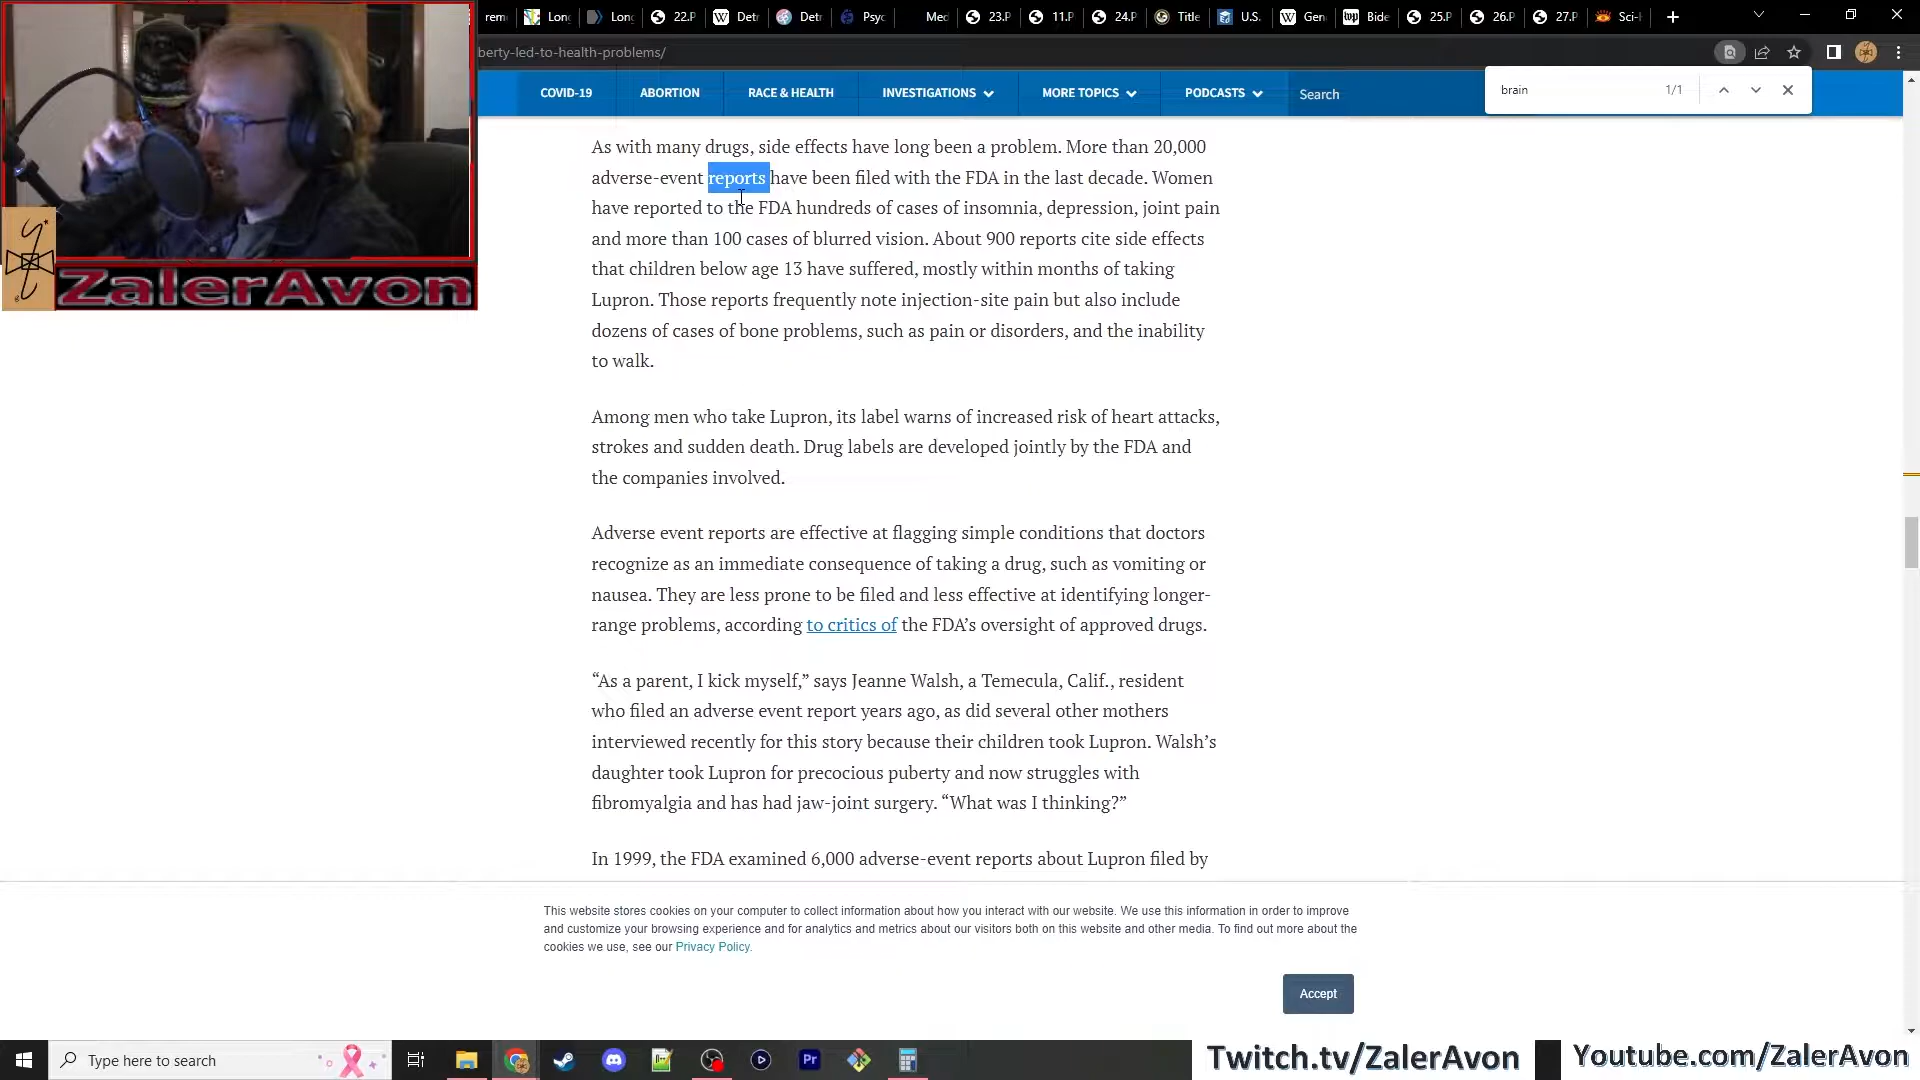 rem
Long
Long
22.P
Detr
Detr
Psyc
Med
23.P
11.P
24.P
Title
U.S.
Gen
Bide
25.P
26.P
27.P
Sci-H
berty-led-to-health-problems/
brain
1/1
COVID-19
ABORTION
RACE & HEALTH
INVESTIGATIONS
MORE TOPICS
PODCASTS
Search
As with many drugs, side effects have long been a problem. More than 20,000
adverse-event reports have been filed with the FDA in the last decade. Women
have reported to the FDA hundreds of cases of insomnia, depression, joint pain
and more than 100 cases of blurred vision. About 900 reports cite side effects
that children below age 13 have suffered, mostly within months of taking
Lupron. Those reports frequently note injection-site pain but also include
dozens of cases of bone problems, such as pain or disorders, and the inability
to walk.
ZalerAvon
Among men who take Lupron, its label warns of increased risk of heart attacks,
strokes and sudden death. Drug labels are developed jointly by the FDA and
the companies involved.
Adverse event reports are effective at flagging simple conditions that doctors
recognize as an immediate consequence of taking a drug, such as vomiting or
nausea. They are less prone to be filed and less effective at identifying longer-
range problems, according to critics of the FDA’s oversight of approved drugs.
“As a parent, I kick myself,” says Jeanne Walsh, a Temecula, Calif., resident
who filed an adverse event report years ago, as did several other mothers
interviewed recently for this story because their children took Lupron. Walsh’s
daughter took Lupron for precocious puberty and now struggles with
fibromyalgia and has had jaw-joint surgery. “What was I thinking?”
In 1999, the FDA examined 6,000 adverse-event reports about Lupron filed by
This website stores cookies on your computer to collect information about how you interact with our website. We use this information in order to improve
and customize your browsing experience and for analytics and metrics about our visitors both on this website and other media. To find out more about the
cookies we use, see our Privacy Policy.
Accept
Type here to search
Pr
Twitch.tv/ZalerAvon
Youtube.com/ZalerAvon